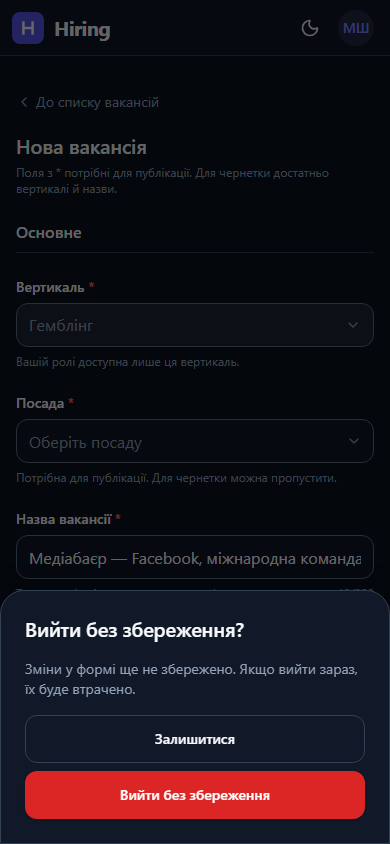 H Hiring МШ
До списку вакансій
Нова вакансія
Поля з * потрібні для публікації. Для чернетки достатньо
вертикалі й назви.
Основне
Вертикаль *
Гемблінг
Вашій ролі доступна лише ця вертикаль.
Посада *
Оберіть посаду
Потрібна для публікації. Для чернетки можна пропустити.
Назва вакансії *
Медіабаєр — Facebook, міжнародна команда
Вийти без збереження?
Зміни у формі ще не збережено. Якщо вийти зараз,
їх буде втрачено.
Залишитися
Вийти без збереження